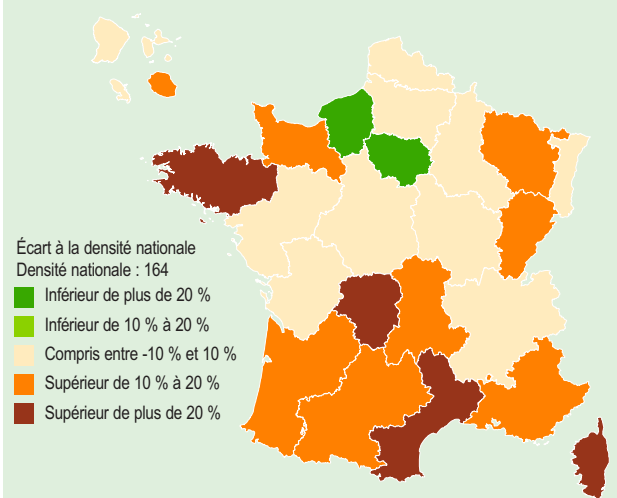 Écart à la densité nationale
Densité nationale : 164
Inférieur de plus de 20 %
Inférieur de 10 % à 20 %
Compris entre -10 % et 10 %
Supérieur de 10 % à 20 %
Supérieur de plus de 20 %